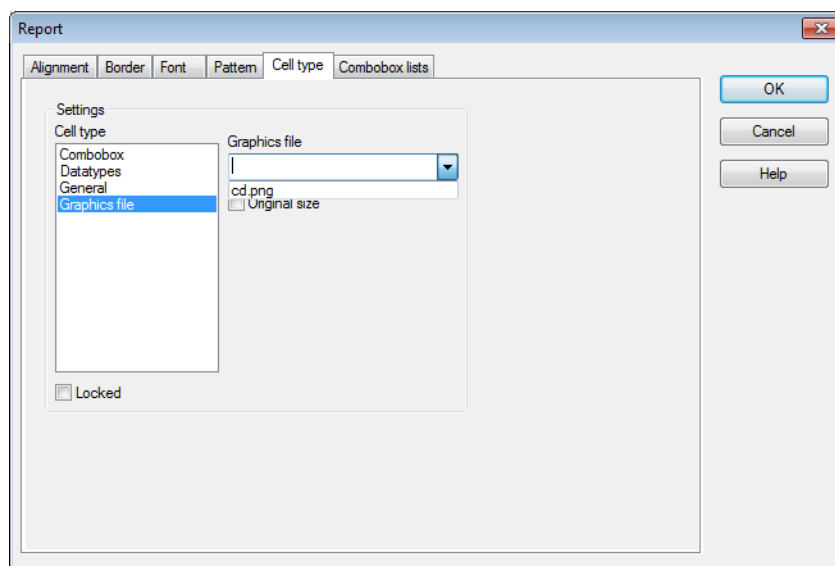 Report
Alignment
Border
Font
Pattern
Cell type
Combobox lists
OK
Cancel
Help
Settings
Cell type
Combobox
Datatypes
General
Graphics file
Graphics file
cd.png
Original size
Locked